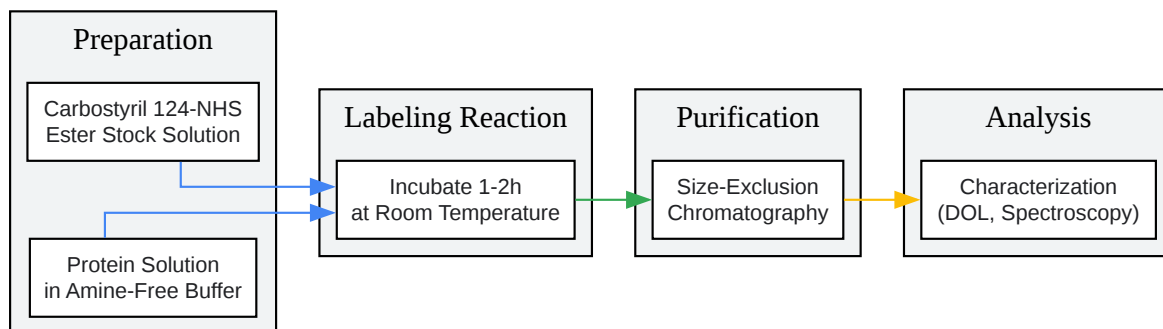 Preparation
Carbostyril 124-NHS
Ester Stock Solution
Protein Solution
in Amine-Free Buffer
Labeling Reaction
Incubate 1-2h
at Room Temperature
Purification
Size-Exclusion
Chromatography
Analysis
Characterization
(DOL, Spectroscopy)